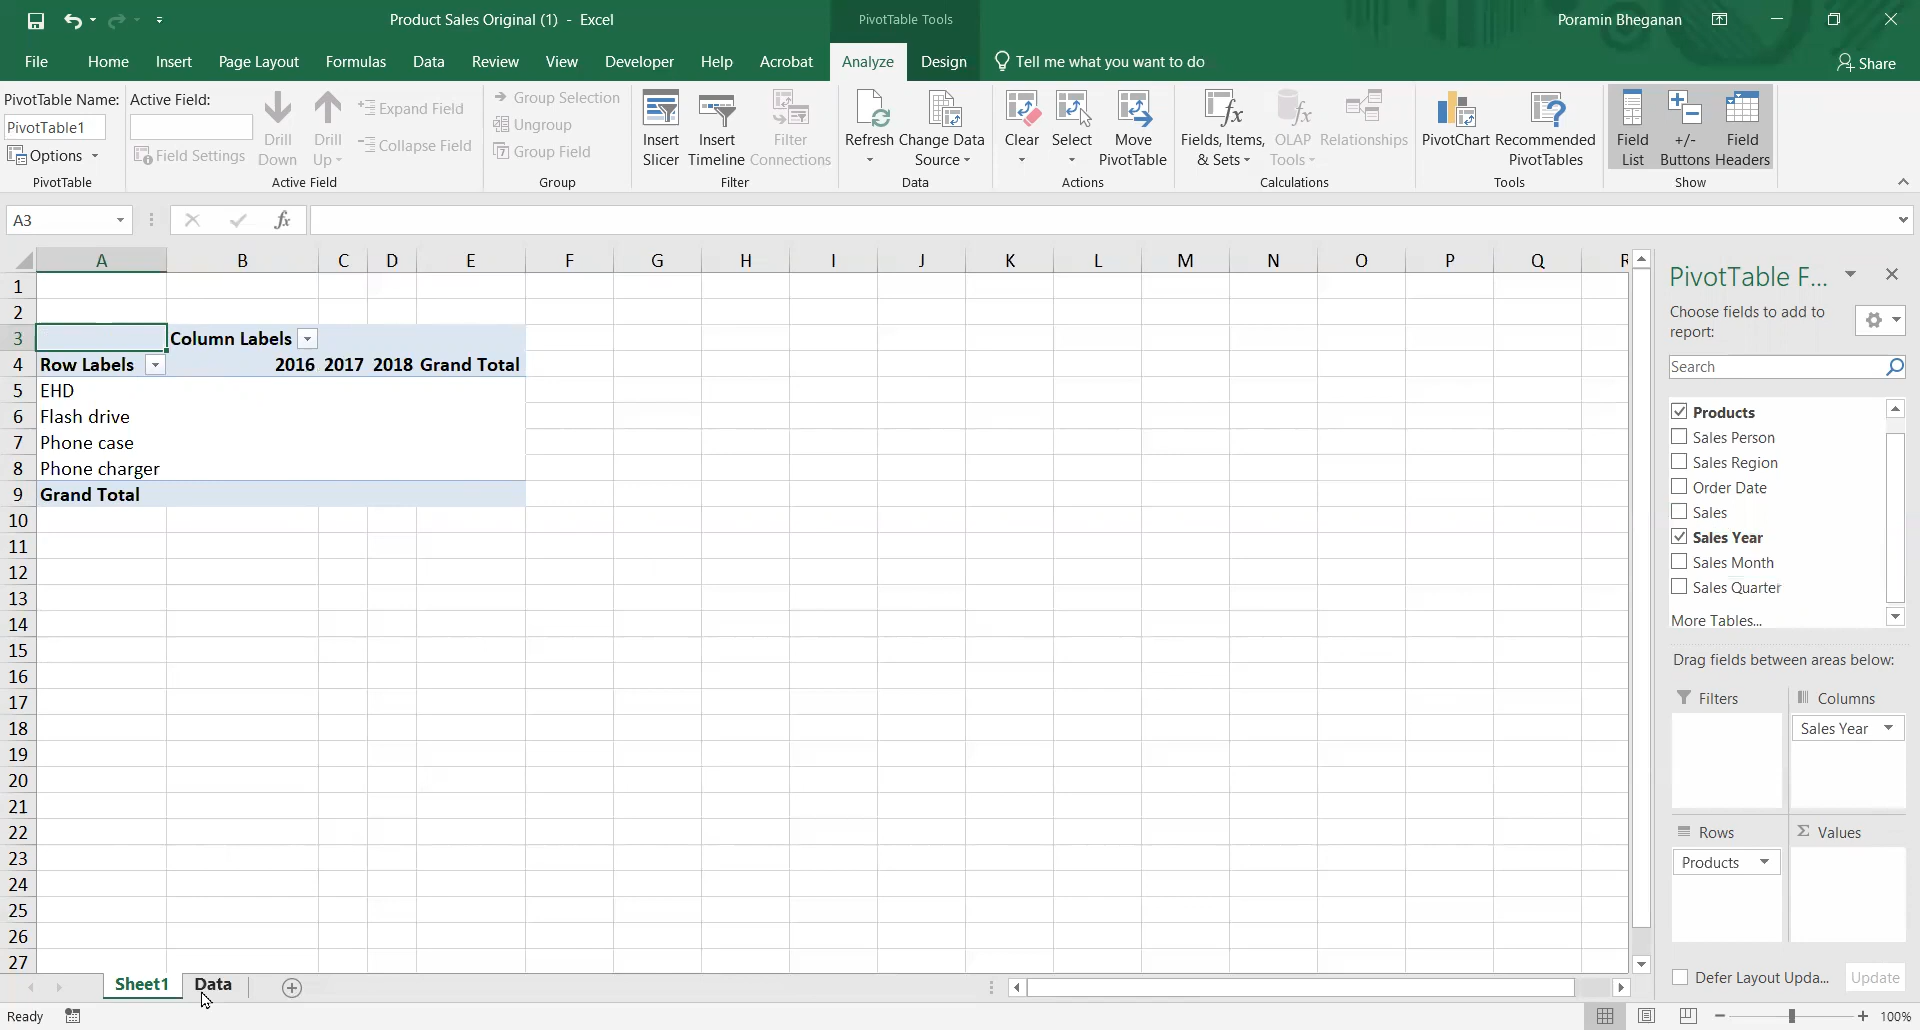 Product Sales Original (1) - Excel
PivotTable Tools
Poramin Bheganan
File Home Insert Page Layout Formulas Data Review View Developer Help Acrobat Analyze Design Tell me what you want to do Share
PivotTable Name:
PivotTable1
Options
PivotTable
Active Field:
Field Settings
Drill Down
Drill Up
Expand Field
Collapse Field
Active Field
Group Selection
Ungroup
Group Field
Group
Insert Slicer
Insert Timeline
Filter Connections
Filter
Refresh
Change Data Source
Data
Clear
Select
Move PivotTable
Actions
Fields, Items, & Sets
OLAP Tools
Relationships
Calculations
PivotChart
Recommended PivotTables
Tools
Field List
+/- Buttons
Field Headers
Show
A3
fx
A B C D E F G H I J K L M N O P Q R
1
2
3 Column Labels
4 Row Labels 2016 2017 2018 Grand Total
5 EHD
6 Flash drive
7 Phone case
8 Phone charger
9 Grand Total
10
11
12
13
14
15
16
17
18
19
20
21
22
23
24
25
26
27
PivotTable F...
Choose fields to add to
report:
Search
Products
Sales Person
Sales Region
Order Date
Sales
Sales Year
Sales Month
Sales Quarter
More Tables...
Drag fields between areas below:
Filters
Columns
Sales Year
Rows
Products
Σ Values
Defer Layout Upda... Update
Sheet1 Data
Ready
100%